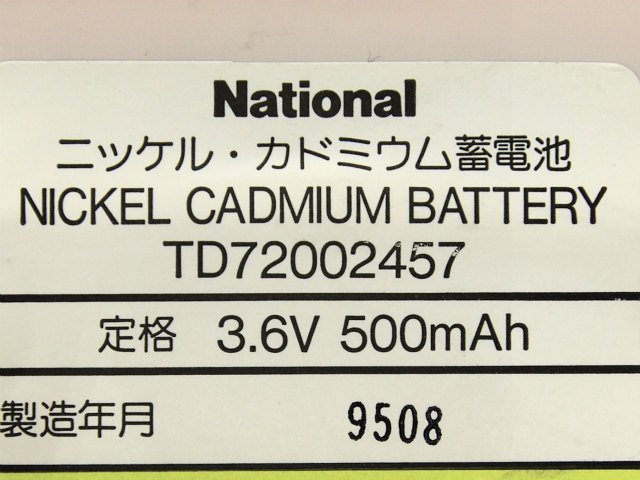 National
ニッケル・カドミウム蓄電池
NICKEL CADMIUM BATTERY
TD72002457
定格 3.6V 500mAh
製造年月 9508